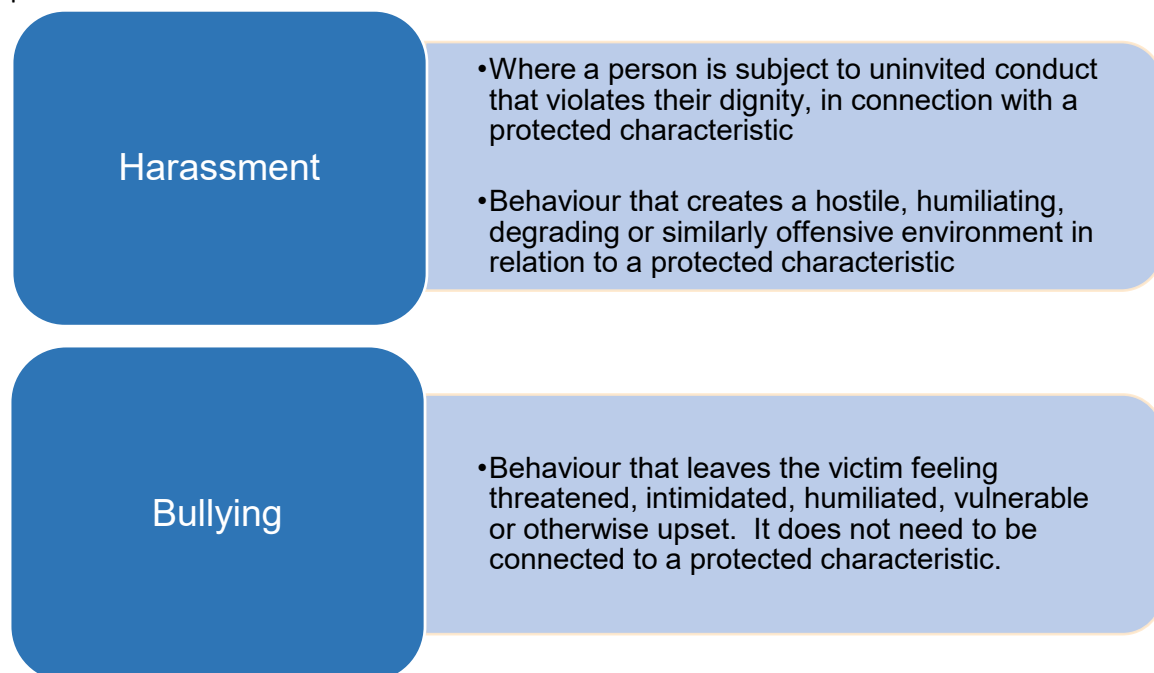 Harassment
•Where a person is subject to uninvited conduct
that violates their dignity, in connection with a
protected characteristic
•Behaviour that creates a hostile, humiliating,
degrading or similarly offensive environment in
relation to a protected characteristic
Bullying
•Behaviour that leaves the victim feeling
threatened, intimidated, humiliated, vulnerable
or otherwise upset.  It does not need to be
connected to a protected characteristic.